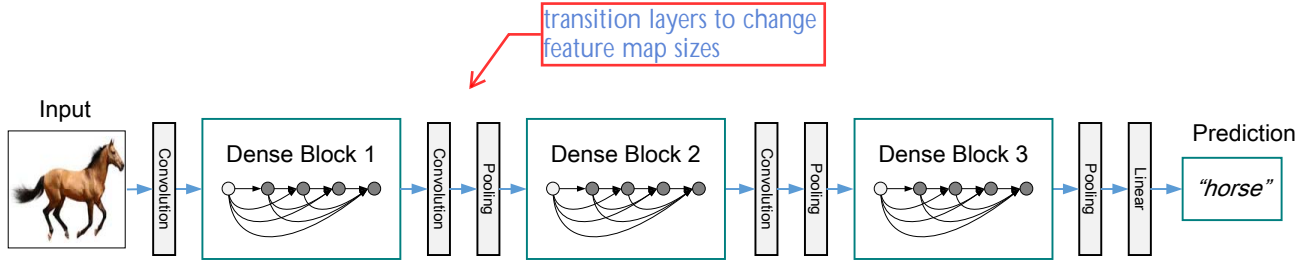 transition layers to change
feature map sizes
Input
Prediction
Convolution
Dense Block 1
Convolution
Pooling
Dense Block 2
Convolution
Pooling
Dense Block 3
Pooling
Linear
“horse”